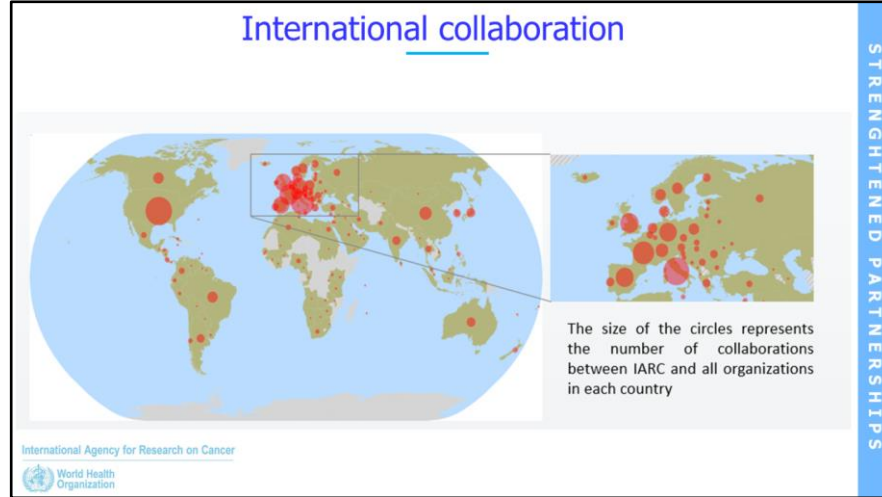 International collaboration
The size of the circles represents
the number of collaborations
between IARC and all organizations
in each country
STRENGHTENED PARTNERSHIPS
International Agency for Research on Cancer
World Health
Organization